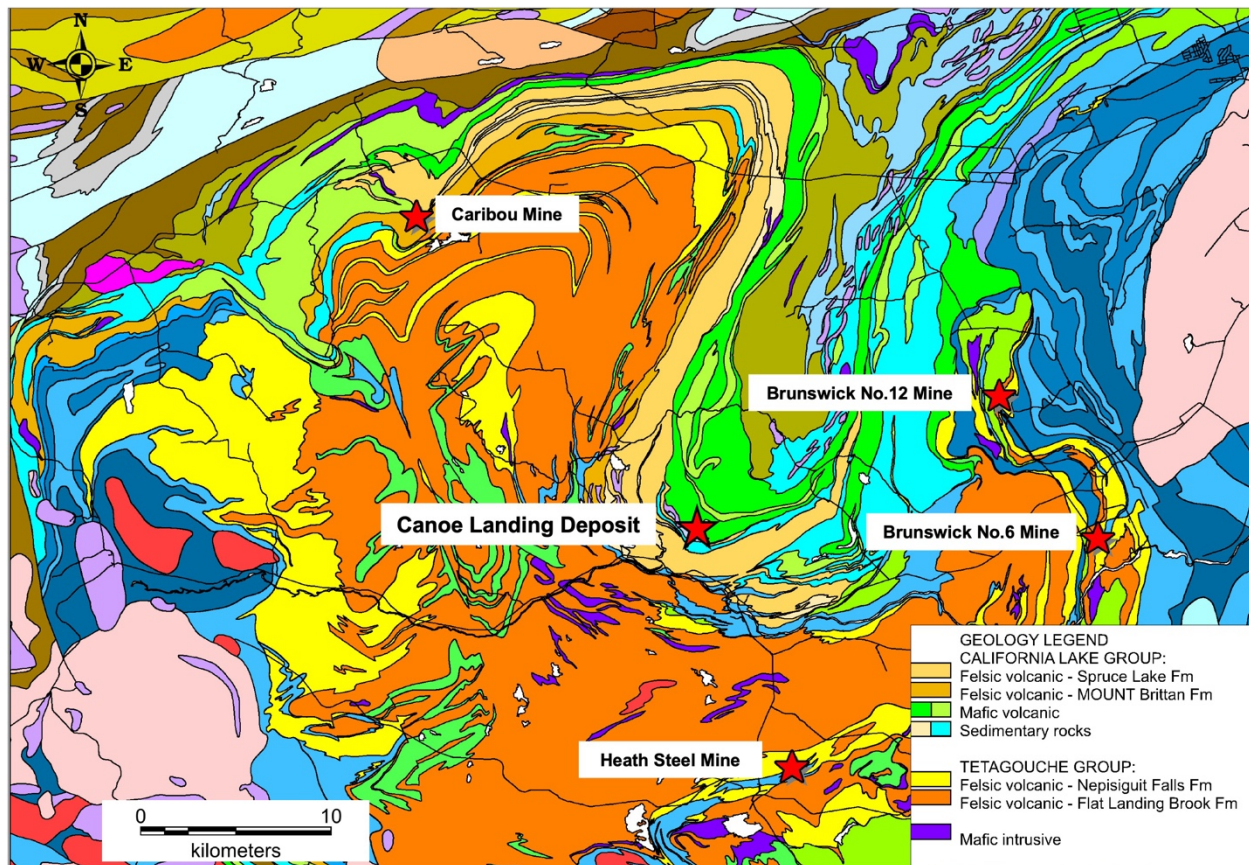 N
W E
S
Caribou Mine
Brunswick No.12 Mine
Canoe Landing Deposit
Brunswick No.6 Mine
Heath Steel Mine
0 10
kilometers
GEOLOGY LEGEND
CALIFORNIA LAKE GROUP:
Felsic volcanic - Spruce Lake Fm
Felsic volcanic - MOUNT Brittan Fm
Mafic volcanic
Sedimentary rocks
TETAGOUCHE GROUP:
Felsic volcanic - Nepisiguit Falls Fm
Felsic volcanic - Flat Landing Brook Fm
Mafic intrusive